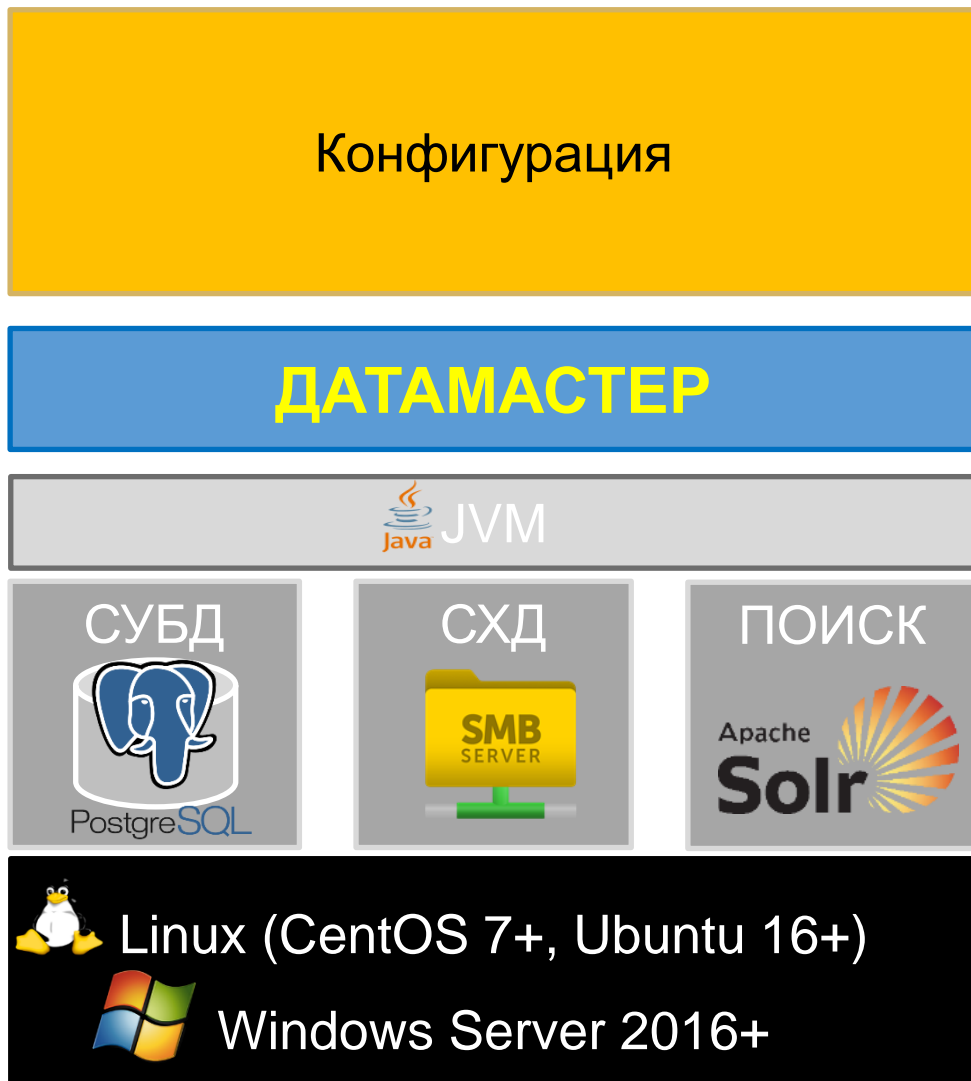 Конфигурация
ДАТАМАСТЕР
Java JVM
СУБД
PostgreSQL
СХД
SMB
SERVER
ПОИСК
Apache
Solr
Linux (CentOS 7+, Ubuntu 16+)
Windows Server 2016+